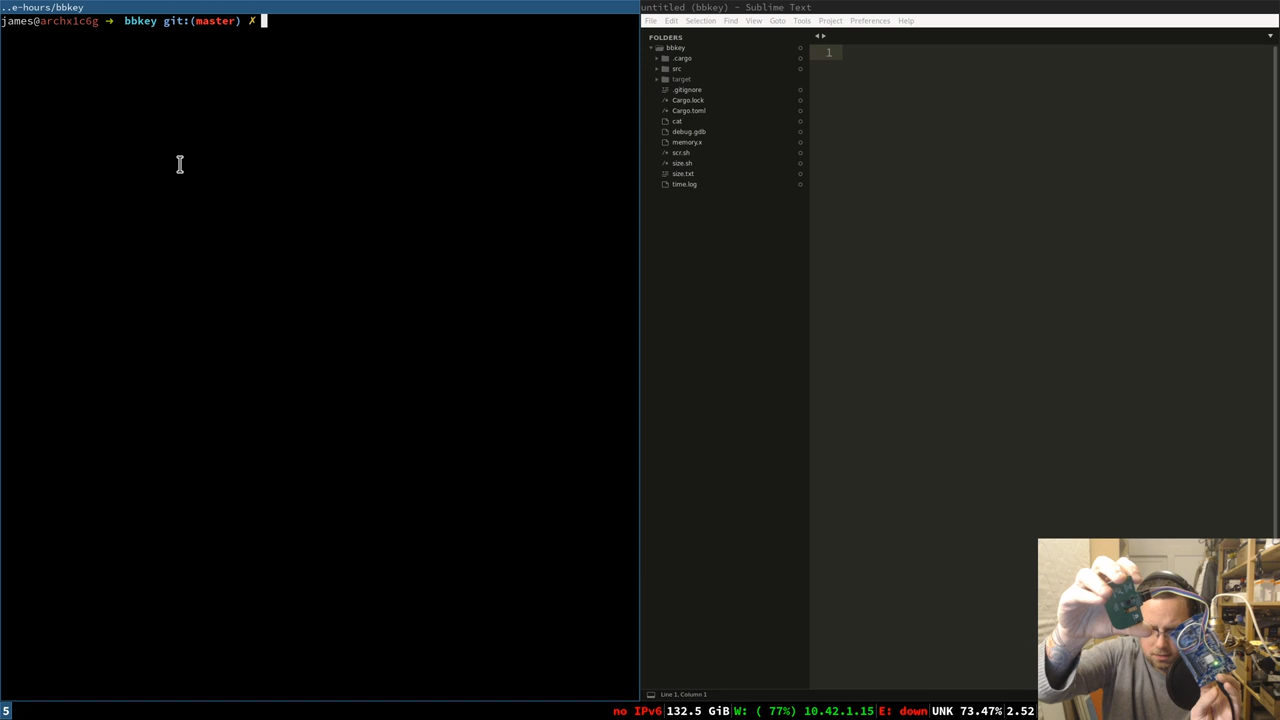 ..e-hours/bbkey
james@archx1c6g ➜ bbkey git:(master) ✗
untitled (bbkey) - Sublime Text
File Edit Selection Find View Goto Tools Project Preferences Help
FOLDERS
bbkey
.cargo
src
target
.gitignore
Cargo.lock
Cargo.toml
cat
debug.gdb
memory.x
scr.sh
size.sh
size.txt
time.log
1
Line 1, Column 1
5
no IPv6 132.5 GiB W: ( 77%) 10.42.1.15 E: down UNK 73.47% 2.52